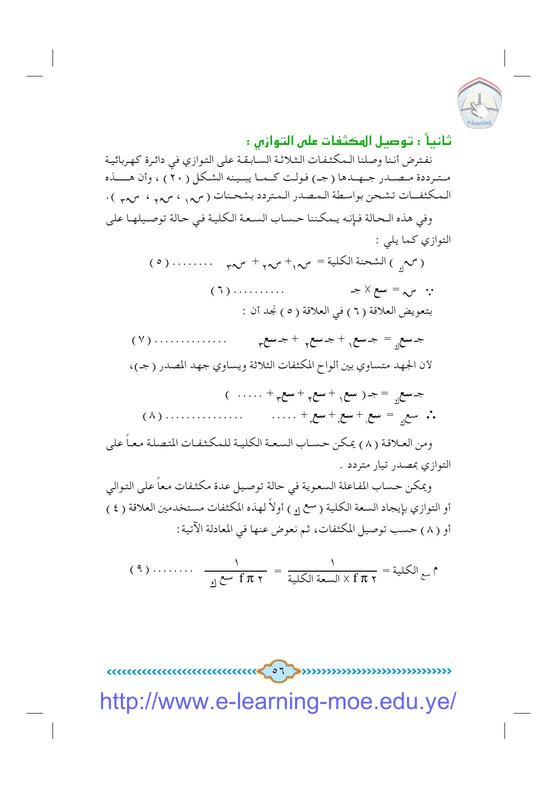 e-learning
ثانياً : توصيل المكثفات على التوازي :
نفترض أننا وصلنا المكثفات الثلاثة السابقة على التوازي في دائرة كهربائية
مترددة مصدر جهدها ( جـ ) فولت كما يبينه الشكل ( ٢٠ ) ، وأن هذه
المكثفات تشحن بواسطة المصدر المتردد بشحنات ( س١ ، س٢ ، س٣ ) .
وفي هذه الحالة فإنه يمكننا حساب السعة الكلية في حالة توصيلها على
التوازي كما يلي :
( سك ) الشحنة الكلية = س١ + س٢ + س٣ ........ ( ٥ )
∵ س = سع × جـ .......... ( ٦ )
بتعويض العلاقة ( ٦ ) في العلاقة ( ٥ ) نجد أن :
جـ سعك = جـ سع١ + جـ سع٢ + جـ سع٣ .............. ( ٧ )
لأن الجهد متساوي بين ألواح المكثفات الثلاثة ويساوي جهد المصدر ( جـ )،
جـ سعك = جـ ( سع١ + سع٢ + سع٣ + ..... )
∴ سعك = سع١ + سع٢ + سع٣ + ..... ............... ( ٨ )
ومن العلاقة ( ٨ ) يمكن حساب السعة الكلية للمكثفات المتصلة معاً على
التوازي بمصدر تيار متردد .
ويمكن حساب المفاعلة السعوية في حالة توصيل عدة مكثفات معاً على التوالي
أو التوازي بإيجاد السعة الكلية ( سع ك ) أولاً لهذه المكثفات مستخدمين العلاقة ( ٤ )
أو ( ٨ ) حسب توصيل المكثفات، ثم نعوض عنها في المعادلة الآتية :
م سع الكلية = ١ / ٢ π f × السعة الكلية = ١ / ٢ π f سع ك ........ ( ٩ )
٥٦
http://www.e-learning-moe.edu.ye/